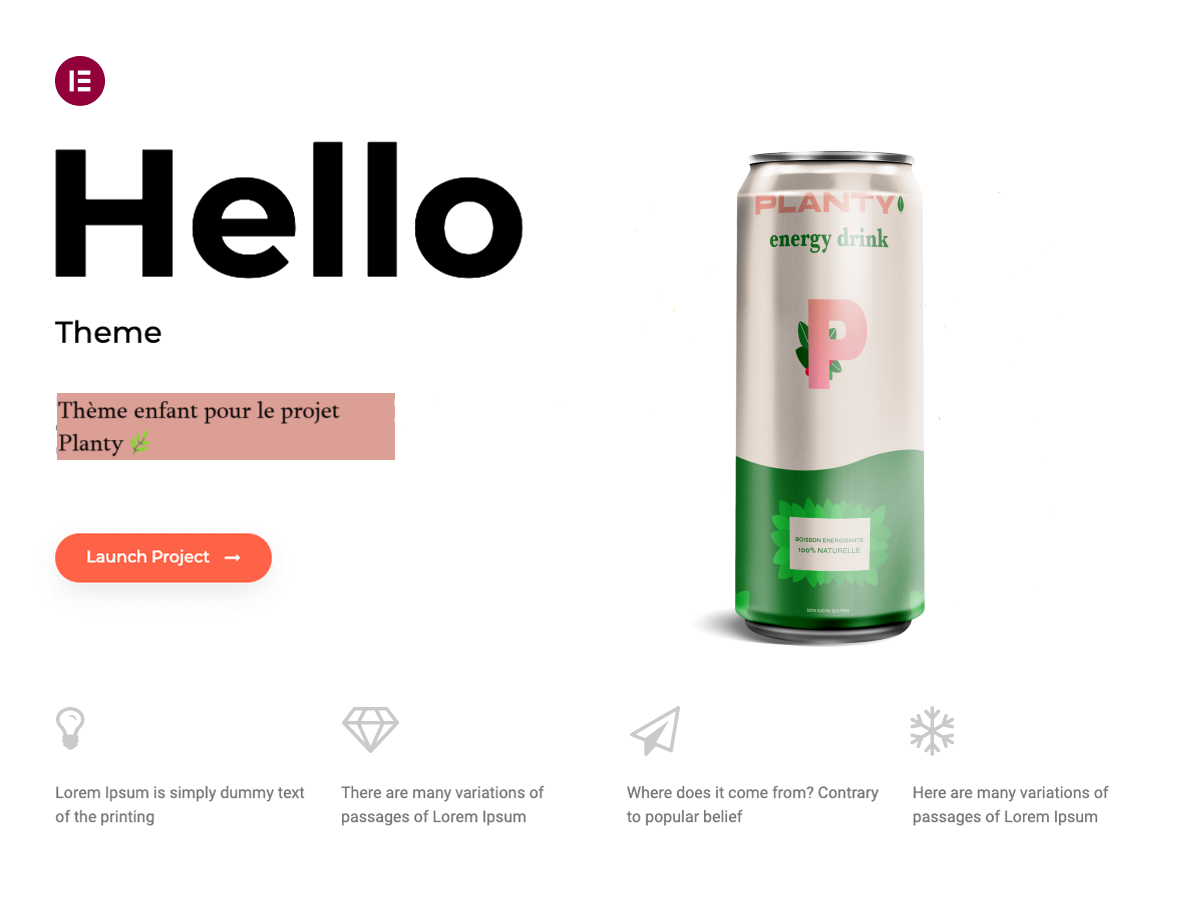 Hello
Theme
Thème enfant pour le projet
Planty 🌿
Launch Project →
PLANTY
energy drink
P
BOISSON ENERGISANTE
100% NATURELLE
Lorem Ipsum is simply dummy text
of the printing
There are many variations of
passages of Lorem Ipsum
Where does it come from? Contrary
to popular belief
Here are many variations of
passages of Lorem Ipsum